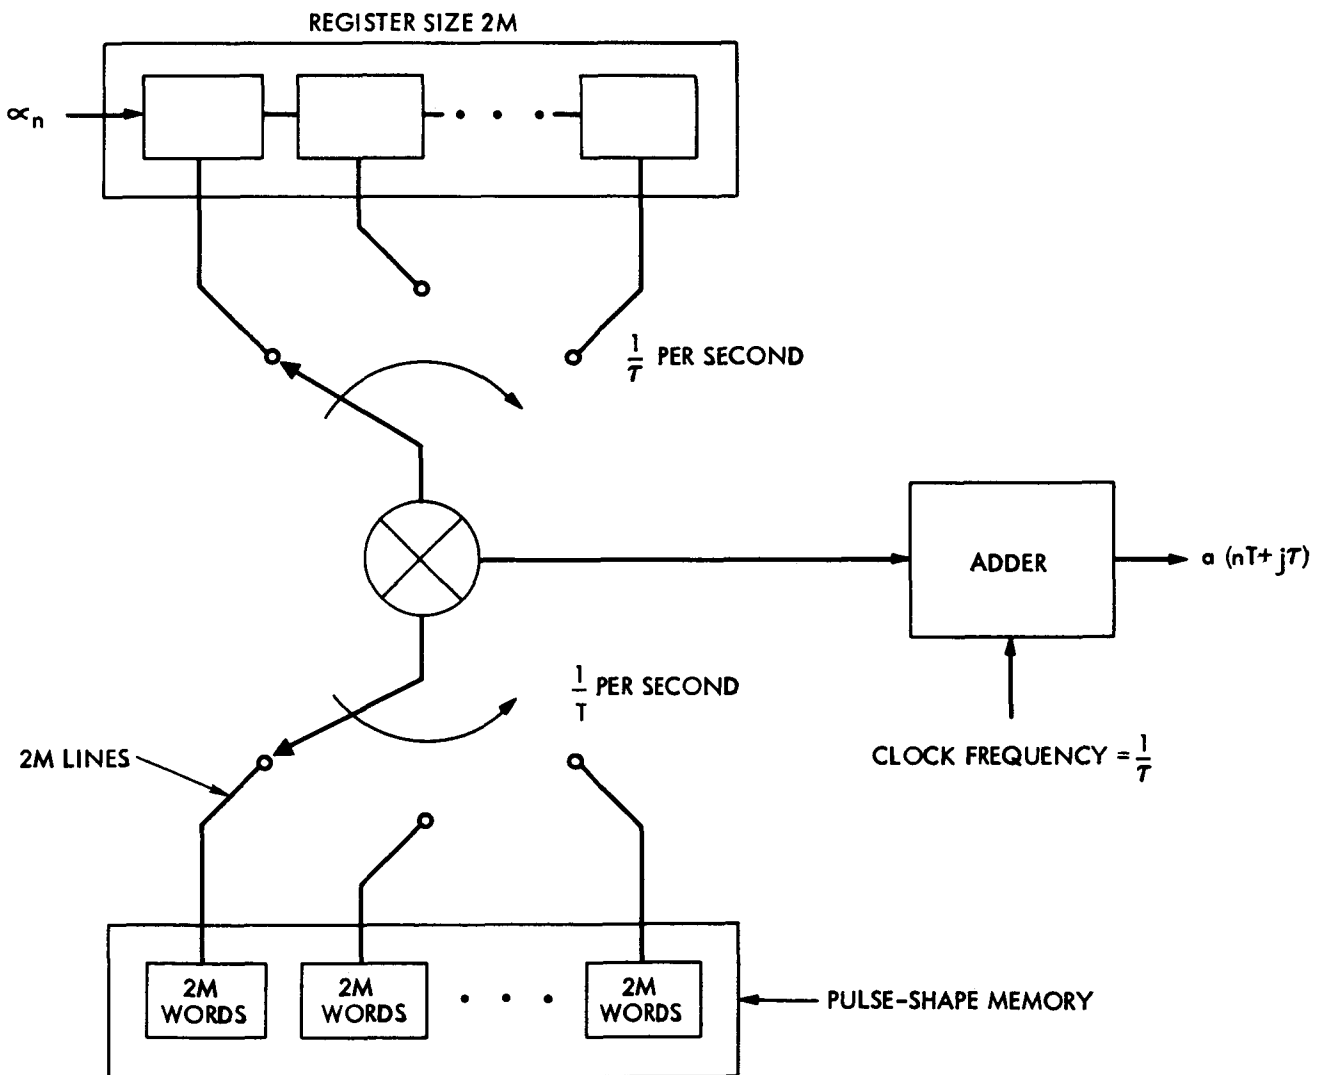 REGISTER SIZE 2M
∝n
1/τ PER SECOND
ADDER
a (nT+ jτ)
1/T PER SECOND
2M LINES
CLOCK FREQUENCY = 1/τ
2M WORDS
2M WORDS
2M WORDS
PULSE-SHAPE MEMORY